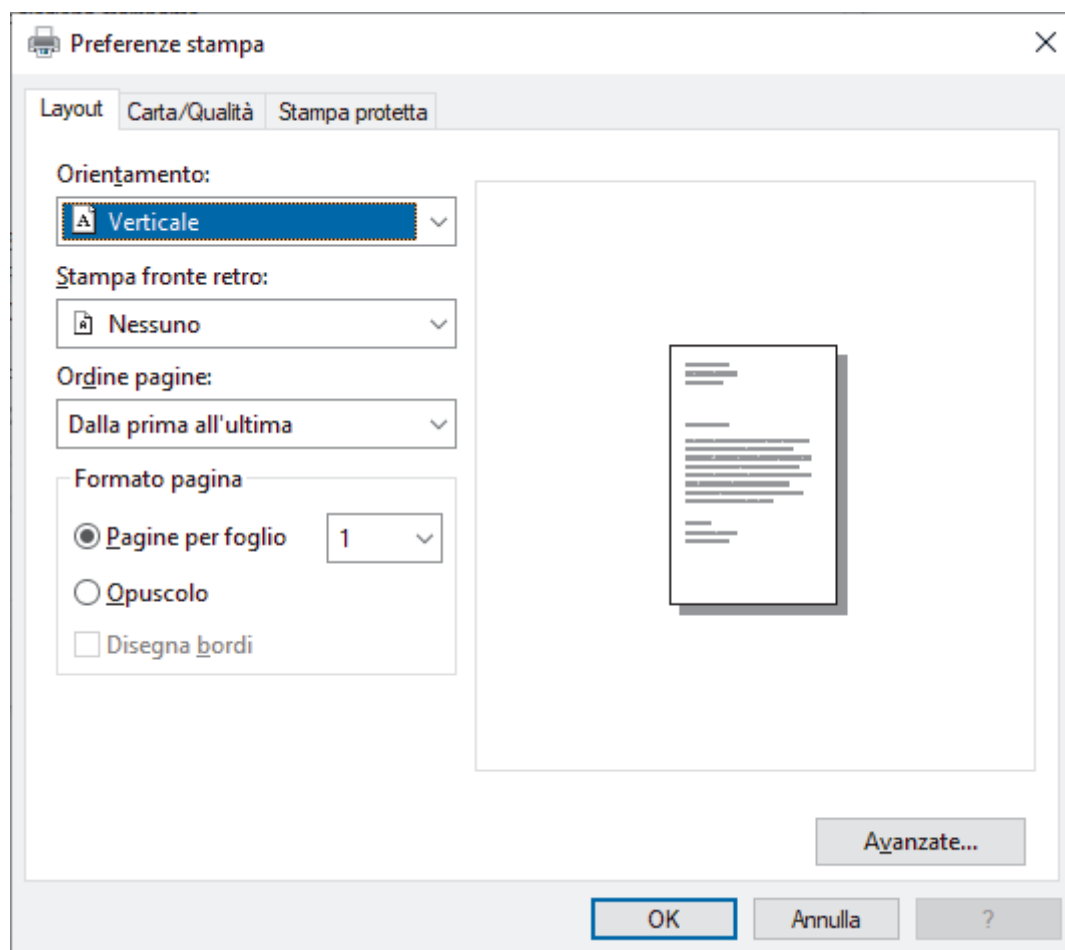 Preferenze stampa
Layout
Carta/Qualità
Stampa protetta
Orientamento:
Verticale
Stampa fronte retro:
Nessuno
Ordine pagine:
Dalla prima all'ultima
Formato pagina
Pagine per foglio
1
Opuscolo
Disegna bordi
Avanzate...
OK
Annulla
?